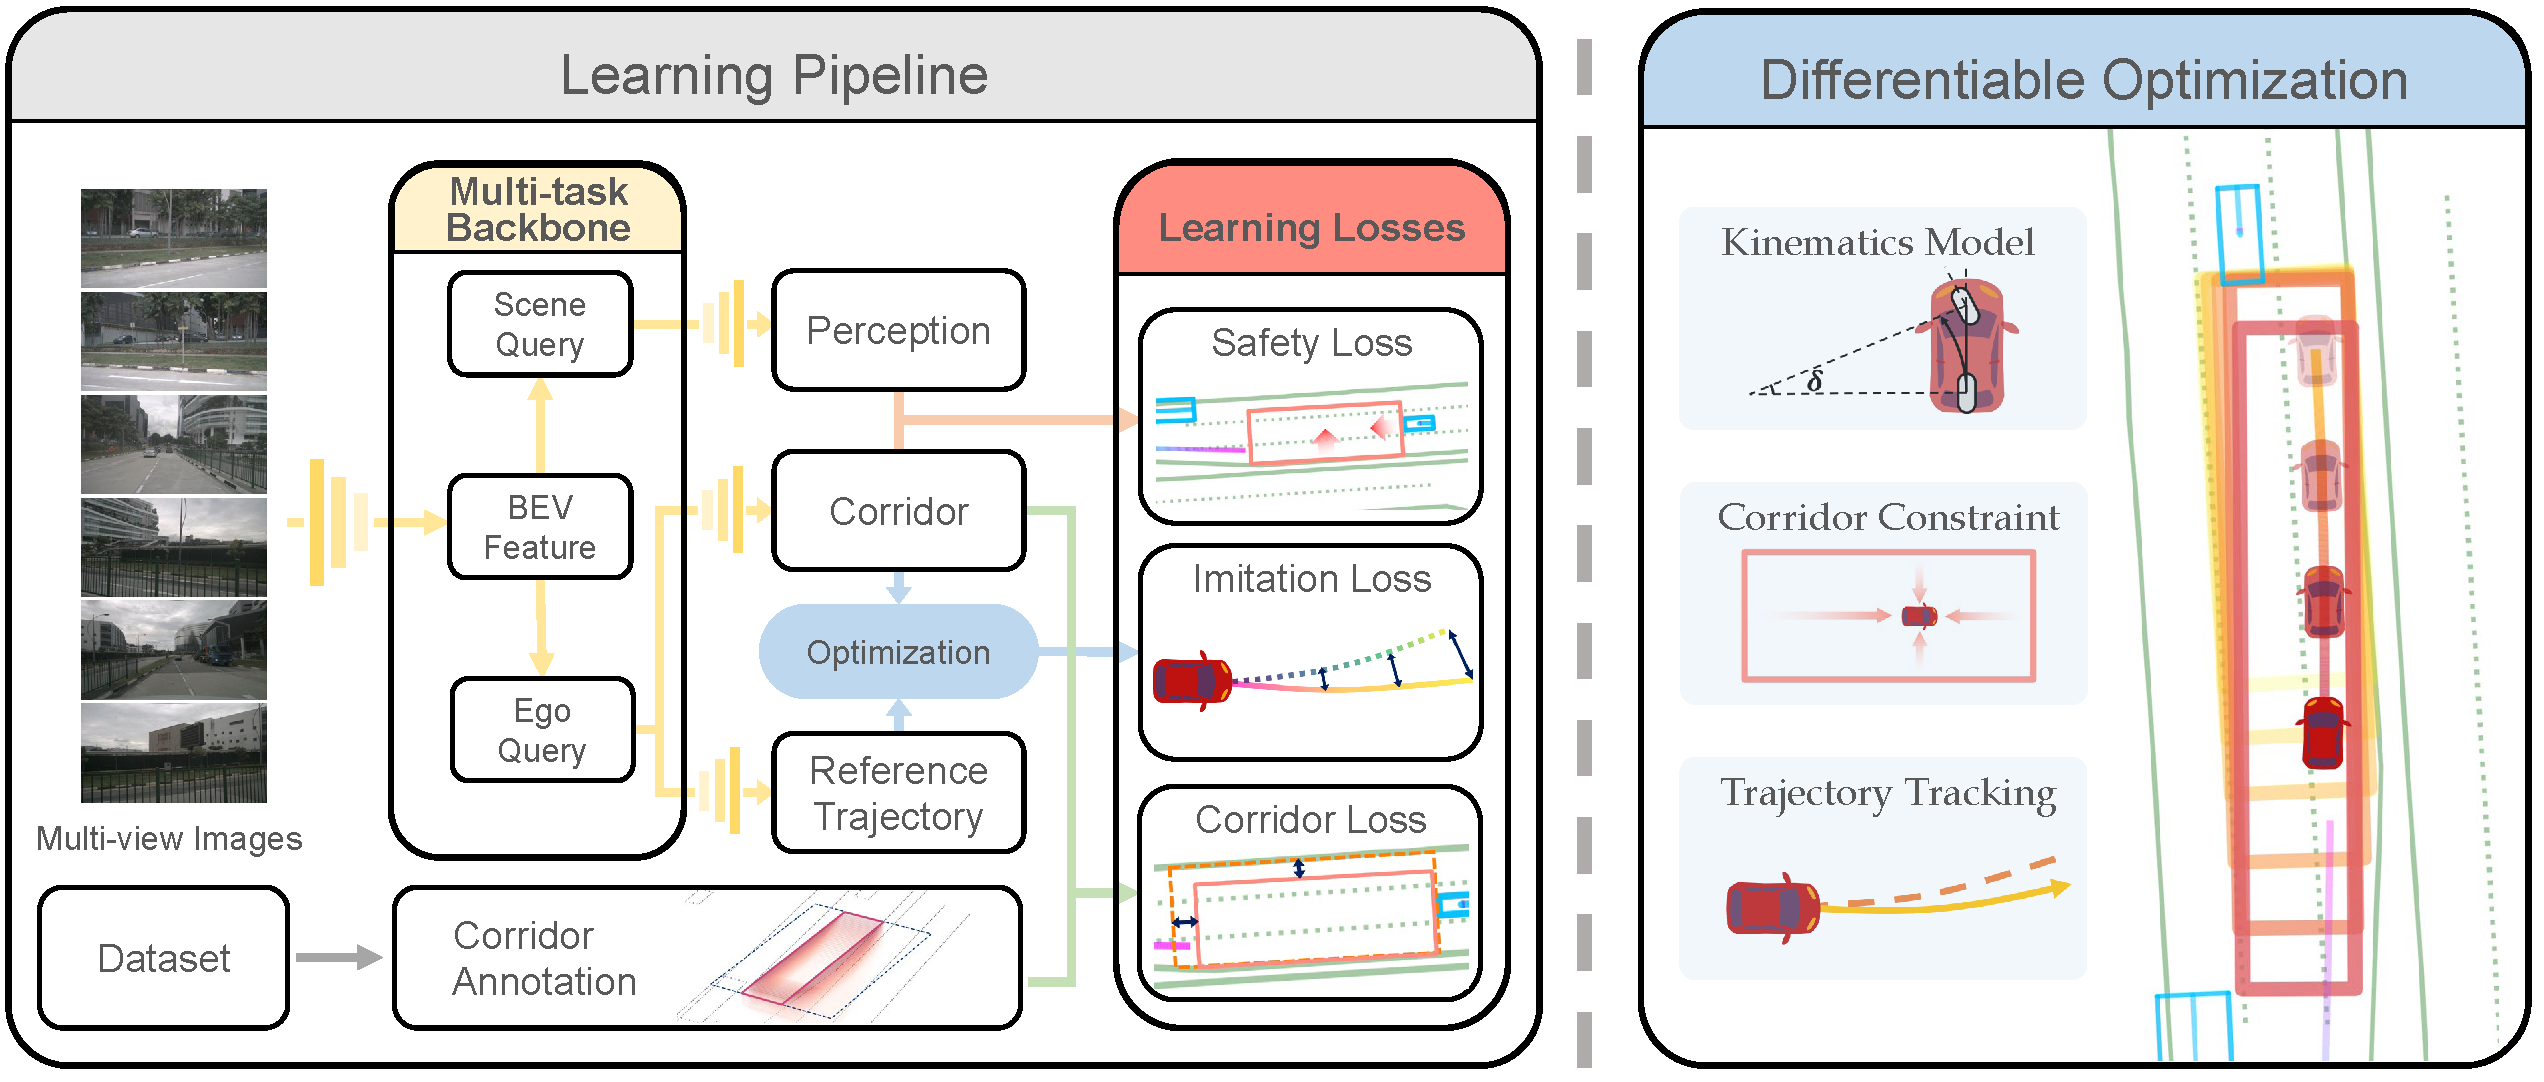 Learning Pipeline
Multi-view Images
Multi-task
Backbone
Scene
Query
BEV
Feature
Ego
Query
Perception
Corridor
Optimization
Reference
Trajectory
Dataset
Corridor
Annotation
Learning Losses
Safety Loss
Imitation Loss
Corridor Loss
Differentiable Optimization
Kinematics Model
δ
Corridor Constraint
Trajectory Tracking